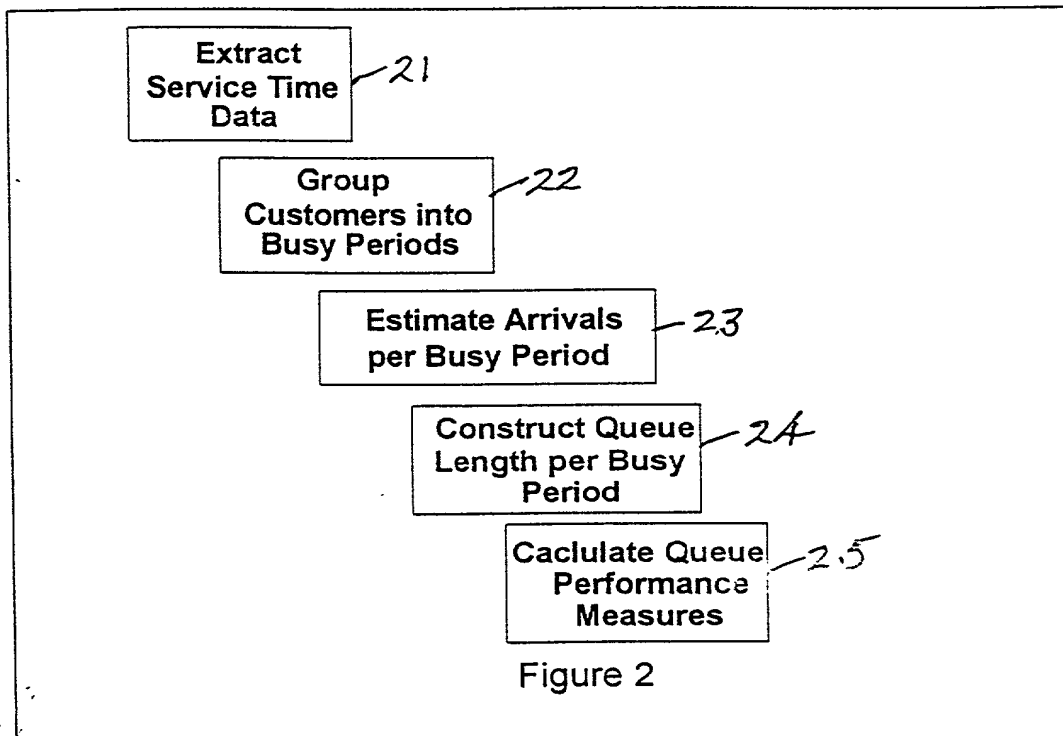 Extract
Service Time
Data
21
Group
Customers into
Busy Periods
22
Estimate Arrivals
per Busy Period
23
Construct Queue
Length per Busy
Period
24
Caclulate Queue
Performance
Measures
25
Figure 2